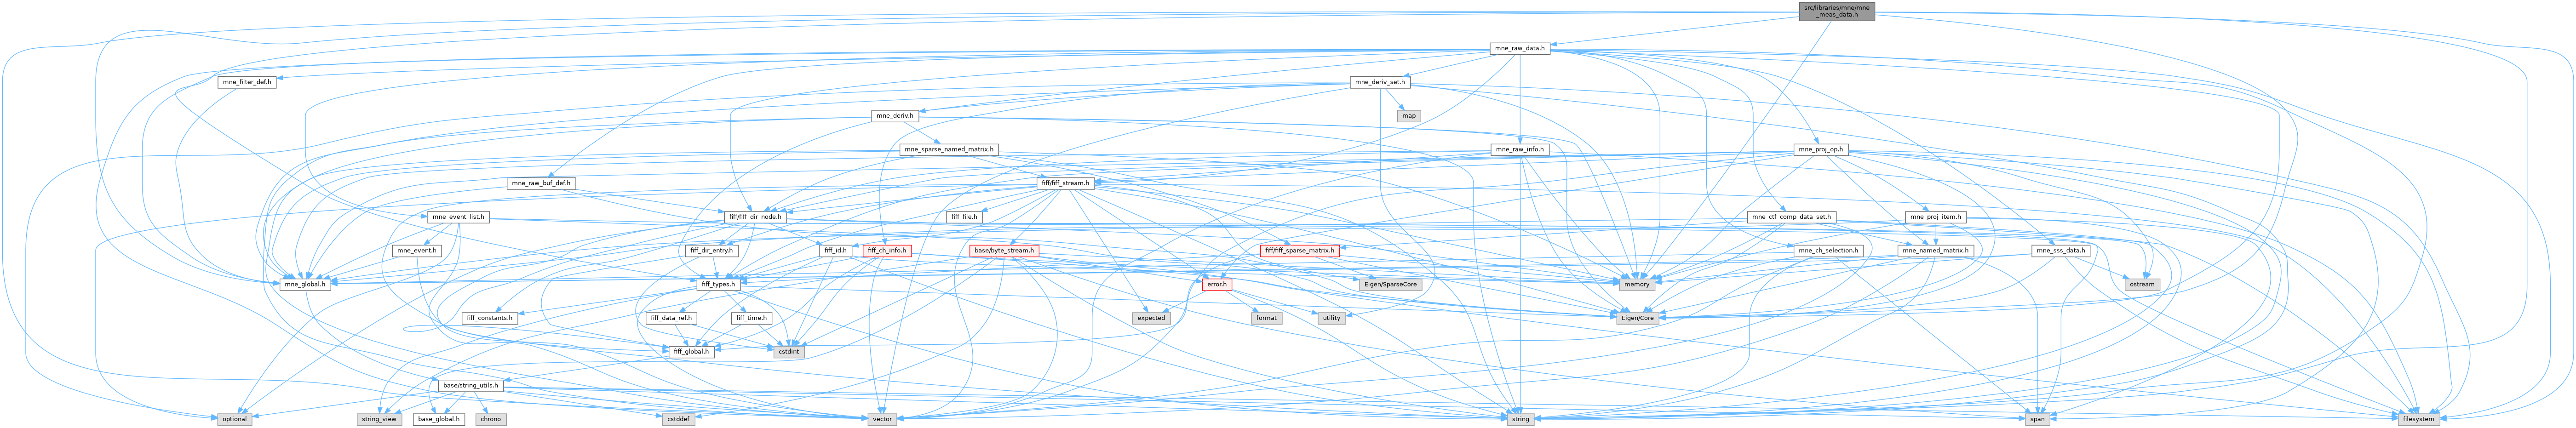 src/libraries/mne/mne
_meas_data.h
mne_raw_data.h
mne_filter_def.h
mne_deriv_set.h
mne_deriv.h
map
mne_sparse_named_matrix.h
mne_raw_info.h
mne_proj_op.h
mne_raw_buf_def.h
fiff/fiff_stream.h
mne_event_list.h
fiff/fiff_dir_node.h
fiff_file.h
mne_ctf_comp_data_set.h
mne_proj_item.h
mne_event.h
fiff_dir_entry.h
fiff_id.h
fiff_ch_info.h
base/byte_stream.h
fiff/fiff_sparse_matrix.h
mne_ch_selection.h
mne_named_matrix.h
mne_sss_data.h
mne_global.h
fiff_types.h
error.h
Eigen/SparseCore
memory
ostream
fiff_constants.h
fiff_data_ref.h
fiff_time.h
expected
format
utility
Eigen/Core
fiff_global.h
cstdint
base/string_utils.h
optional
string_view
base_global.h
chrono
cstddef
vector
string
span
filesystem